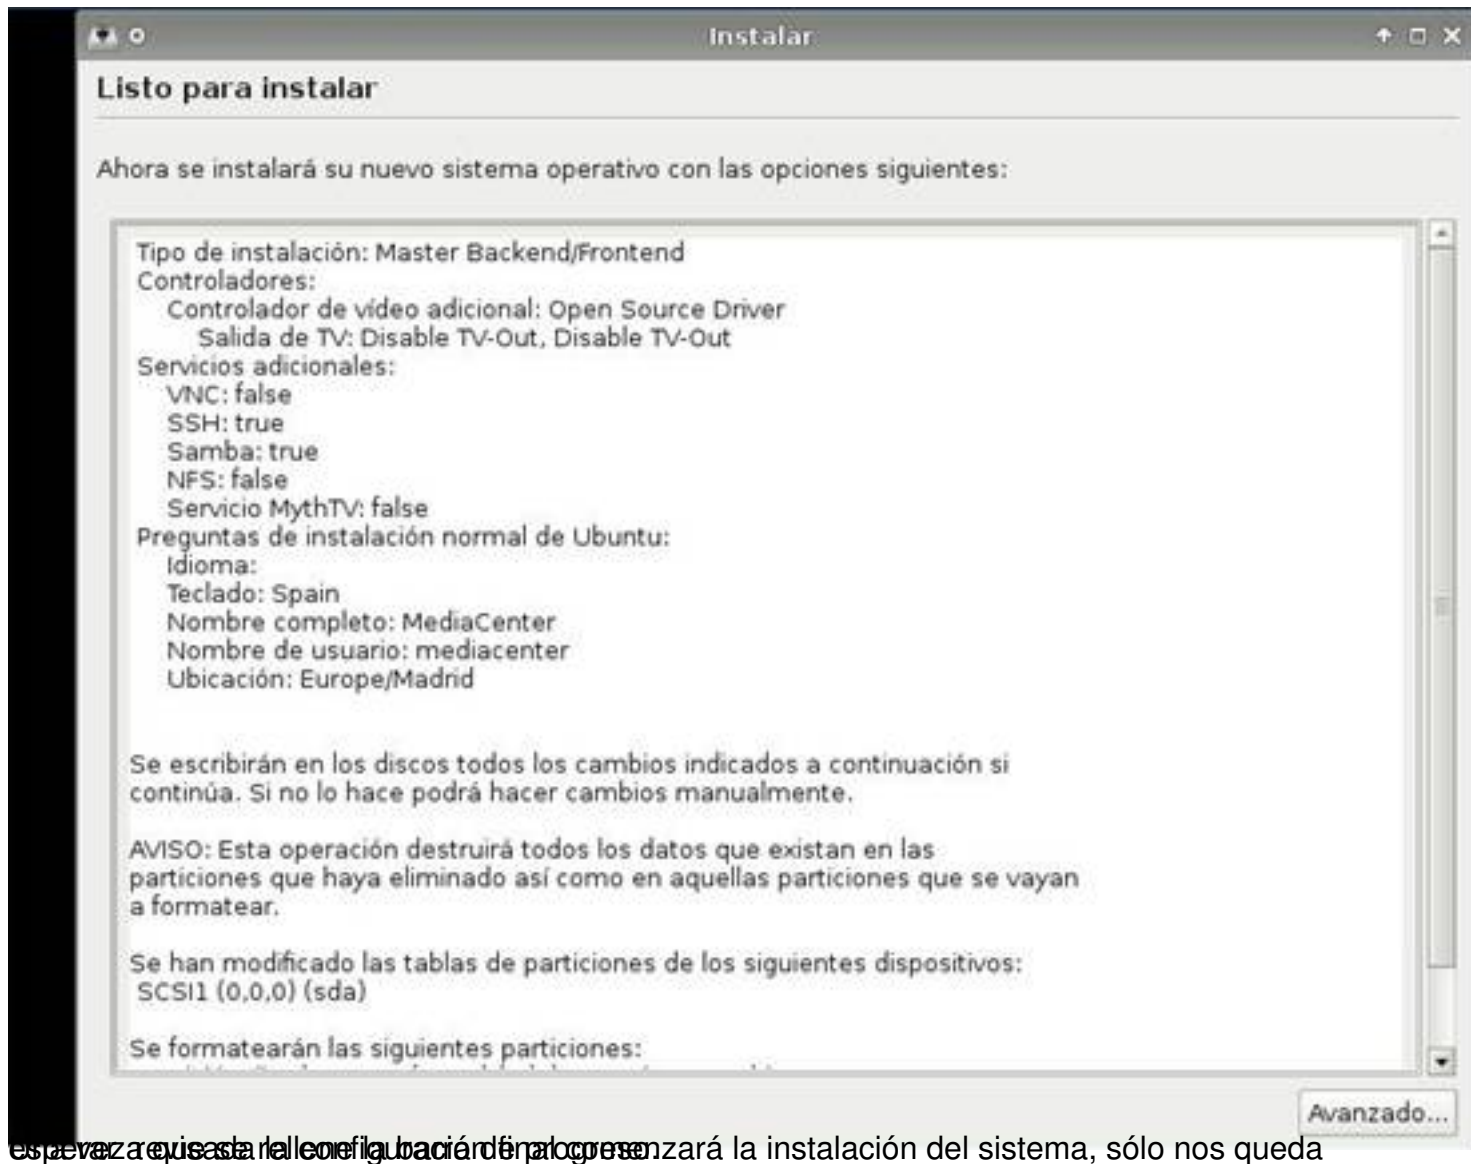 Instalar
Listo para instalar
Ahora se instalará su nuevo sistema operativo con las opciones siguientes:
Tipo de instalación: Master Backend/Frontend
Controladores:
Controlador de vídeo adicional: Open Source Driver
Salida de TV: Disable TV-Out, Disable TV-Out
Servicios adicionales:
VNC: false
SSH: true
Samba: true
NFS: false
Servicio MythTV: false
Preguntas de instalación normal de Ubuntu:
Idioma:
Teclado: Spain
Nombre completo: MediaCenter
Nombre de usuario: mediacenter
Ubicación: Europe/Madrid
Se escribirán en los discos todos los cambios indicados a continuación si
continúa. Si no lo hace podrá hacer cambios manualmente.
AVISO: Esta operación destruirá todos los datos que existan en las
particiones que haya eliminado así como en aquellas particiones que se vayan
a formatear.
Se han modificado las tablas de particiones de los siguientes dispositivos:
SCSI1 (0,0,0) (sda)
Se formatearán las siguientes particiones:
Avanzado...
la instalación del sistema, sólo nos queda